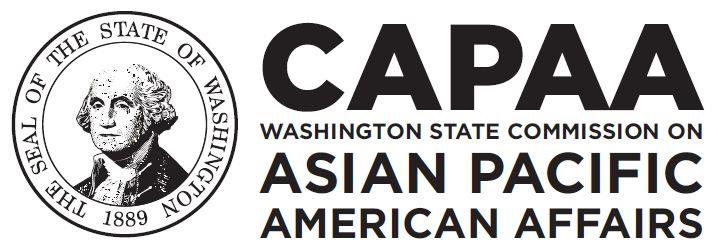 THE SEAL OF THE STATE OF WASHINGTON
1889
CAPAA
WASHINGTON STATE COMMISSION ON
ASIAN PACIFIC
AMERICAN AFFAIRS